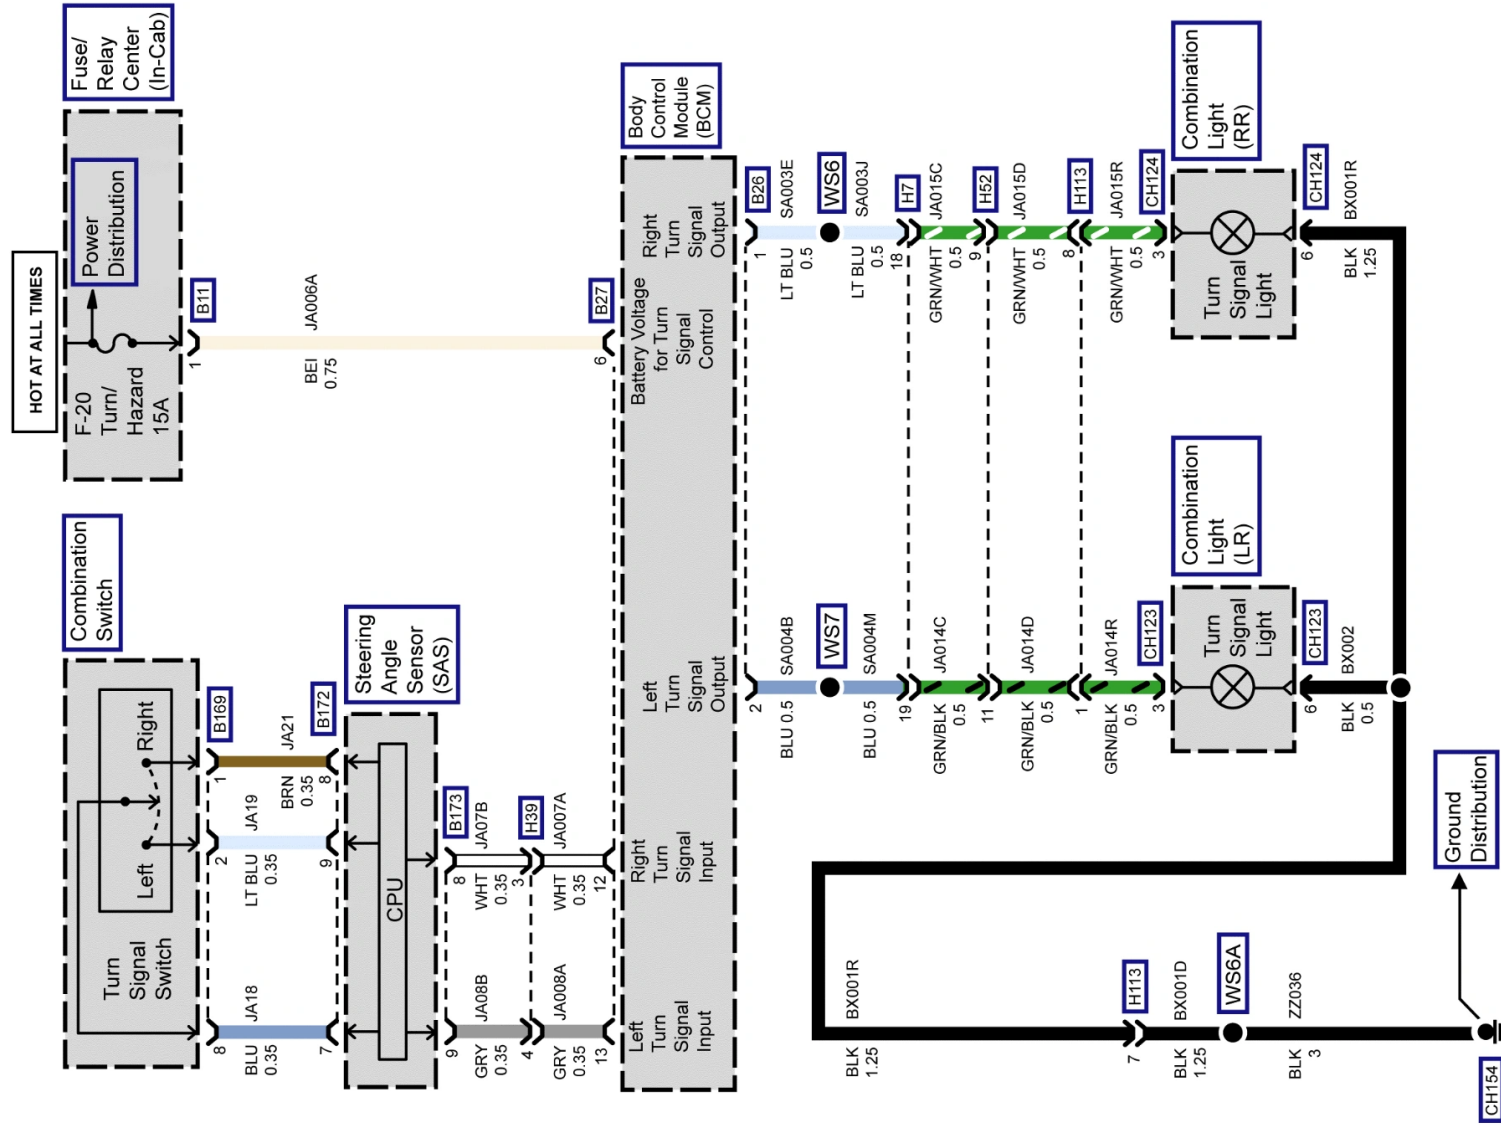 HOT AT ALL TIMES
Fuse/
Relay
Center
(In-Cab)
Power
Distribution
F-20
Turn/
Hazard
15A
B11
1
JA006A
BEI
0.75
B27
6
Combination
Switch
Left
Right
Turn
Signal
Switch
B169
1
JA21
BRN
0.35
8
B172
2
JA19
LT BLU
0.35
9
8
JA18
BLU
0.35
7
Steering
Angle
Sensor
(SAS)
CPU
B173
8
JA07B
WHT
0.35
3
H39
JA007A
WHT
0.35
12
9
JA08B
GRY
0.35
4
JA008A
GRY
0.35
13
Body
Control
Module
(BCM)
Left
Turn
Signal
Input
Right
Turn
Signal
Input
Left
Turn
Signal
Output
Battery Voltage
for Turn
Signal
Control
Right
Turn
Signal
Output
B26
1
SA003E
LT BLU
0.5
WS6
SA003J
LT BLU
0.5
18
H7
JA015C
GRN/WHT
0.5
9
H52
JA015D
GRN/WHT
0.5
8
H113
JA015R
GRN/WHT
0.5
3
CH124
2
SA004B
BLU 0.5
WS7
SA004M
BLU 0.5
19
JA014C
GRN/BLK
0.5
11
JA014D
GRN/BLK
0.5
1
JA014R
GRN/BLK
0.5
3
CH123
Combination
Light
(LR)
Turn
Signal
Light
Combination
Light
(RR)
Turn
Signal
Light
CH123
6
BX002
BLK
0.5
CH124
6
BX001R
BLK
1.25
BX001R
BLK
1.25
H113
7
BX001D
BLK
1.25
WS6A
ZZ036
BLK
3
Ground
Distribution
CH154